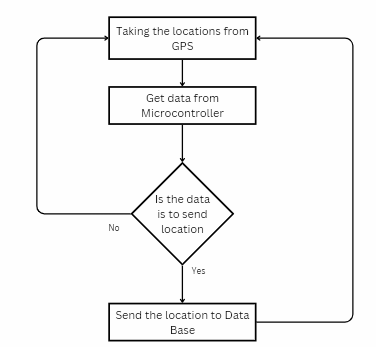 Taking the locations from
GPS
Get data from
Microcontroller
Is the data
is to send
location
No
Yes
Send the location to Data
Base